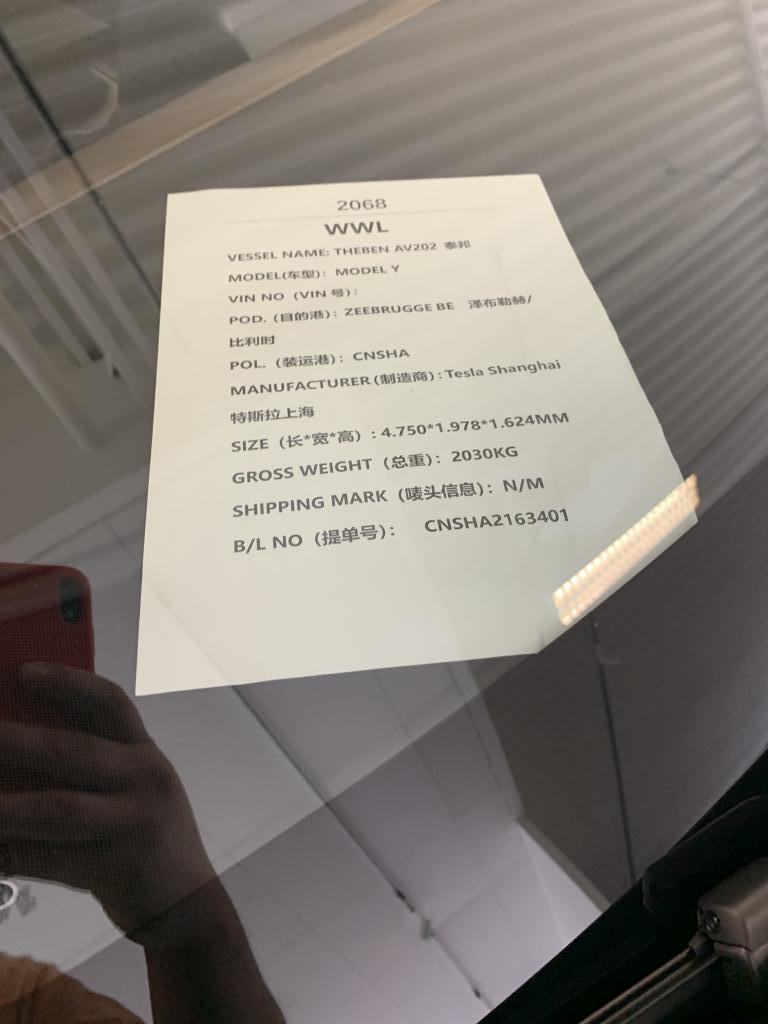 2068
WWL
VESSEL NAME: THEBEN AV202 泰邦
MODEL(车型)：MODEL Y
VIN NO（VIN 号）:
POD.（目的港）：ZEEBRUGGE BE 泽布勒赫/
比利时
POL.（装运港）：CNSHA
MANUFACTURER (制造商) : Tesla Shanghai
特斯拉上海
SIZE（长*宽*高）: 4.750*1.978*1.624MM
GROSS WEIGHT（总重）：2030KG
SHIPPING MARK（唛头信息）：N/M
B/L NO（提单号）： CNSHA2163401